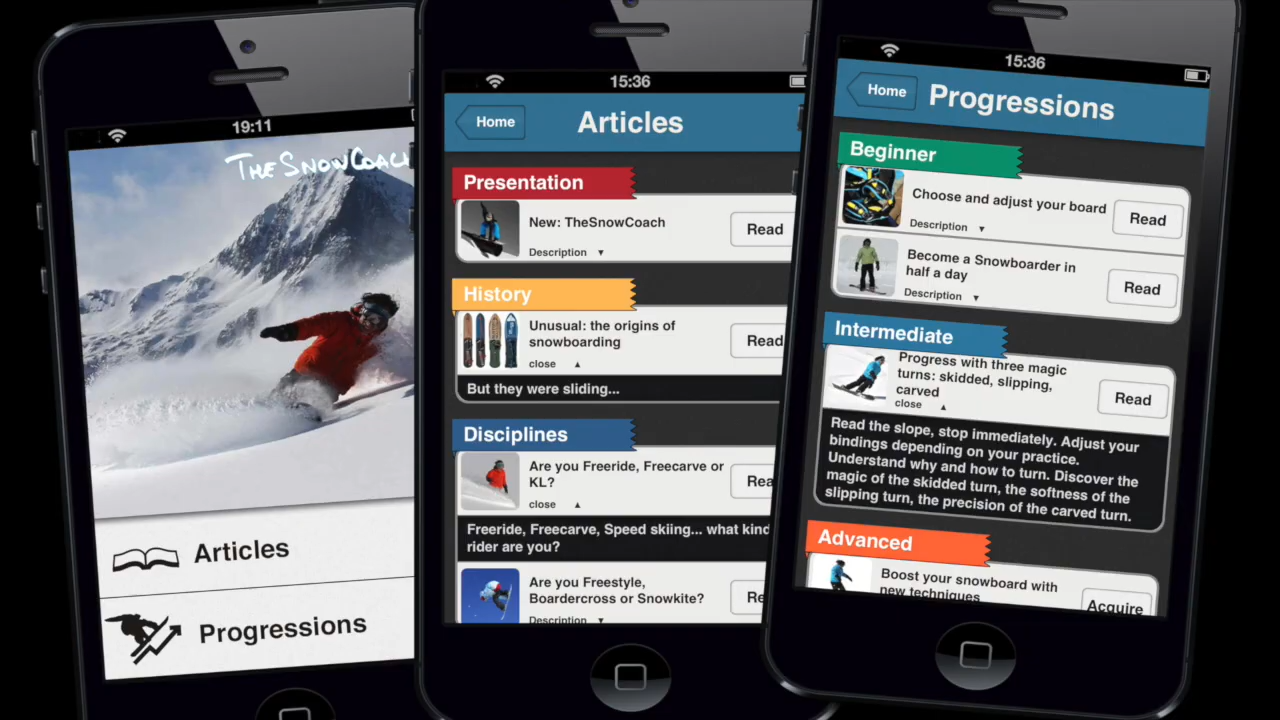 19:11
THESNOWCOACH
Articles
Progressions
15:36
Home
Articles
Presentation
New: TheSnowCoach
Description
Read
History
Unusual: the origins of
snowboarding
close
Read
But they were sliding...
Disciplines
Are you Freeride, Freecarve or
KL?
close
Freeride, Freecarve, Speed skiing... what kind
rider are you?
Are you Freestyle,
Boardercross or Snowkite?
Description
15:36
Home
Progressions
Beginner
Choose and adjust your board
Description
Read
Become a Snowboarder in
half a day
Description
Read
Intermediate
Progress with three magic
turns: skidded, slipping,
carved
close
Read
Read the slope, stop immediately. Adjust your
bindings depending on your practice.
Understand why and how to turn. Discover the
magic of the skidded turn, the softness of the
slipping turn, the precision of the carved turn.
Advanced
Boost your snowboard with
new techniques
Acquire